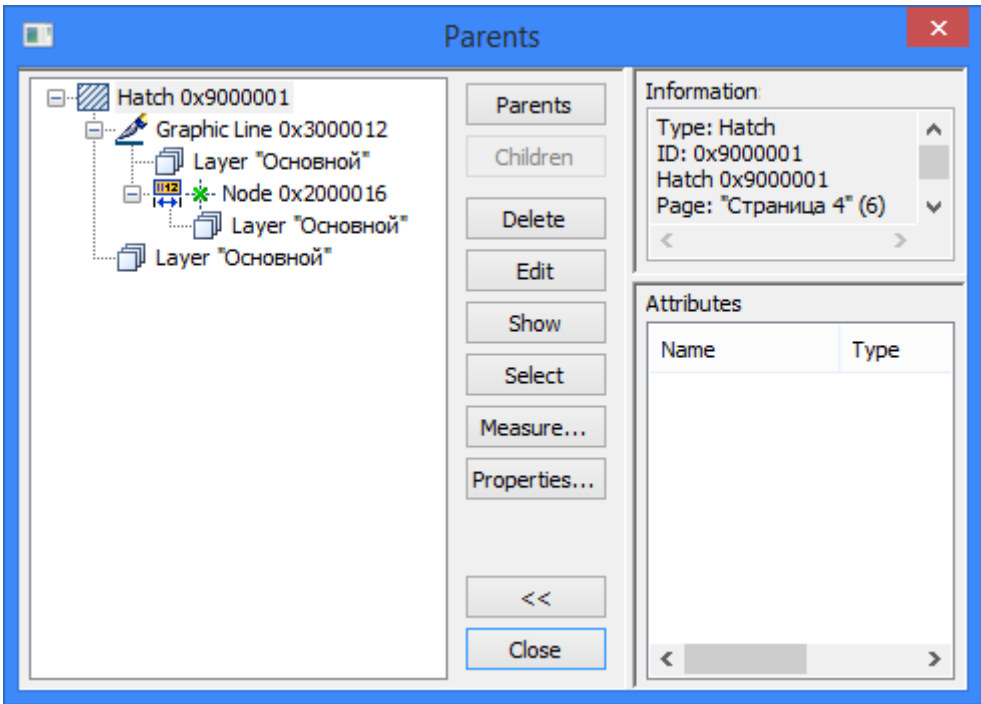 Parents
Hatch 0x9000001
Graphic Line 0x3000012
Layer "Основной"
Node 0x2000016
Layer "Основной"
Layer "Основной"
Parents
Children
Delete
Edit
Show
Select
Measure...
Properties...
<<
Close
Information:
Type: Hatch
ID: 0x9000001
Hatch 0x9000001
Page: "Страница 4" (6)
Attributes
Name Type